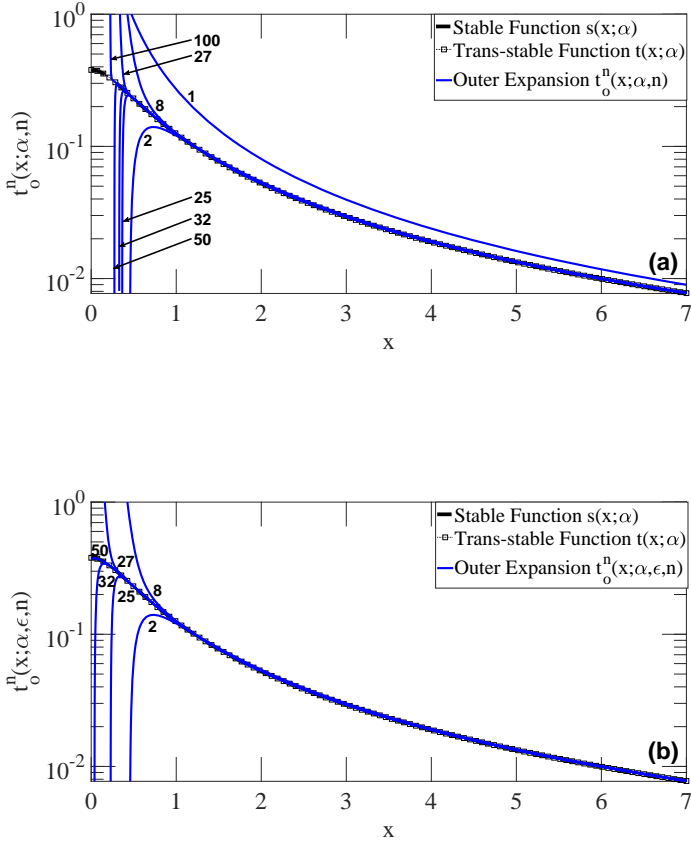 10^0
10^-1
10^-2
t_o^n(x;α,n)
Stable Function s(x;α)
Trans-stable Function t(x;α)
Outer Expansion t_o^n(x;α,n)
100
27
1
8
2
25
32
50
(a)
0 1 2 3 4 5 6 7
x
10^0
10^-1
10^-2
t_o^n(x;α,ϵ,n)
Stable Function s(x;α)
Trans-stable Function t(x;α)
Outer Expansion t_o^n(x;α,ϵ,n)
50
27
32
25
8
2
(b)
0 1 2 3 4 5 6 7
x